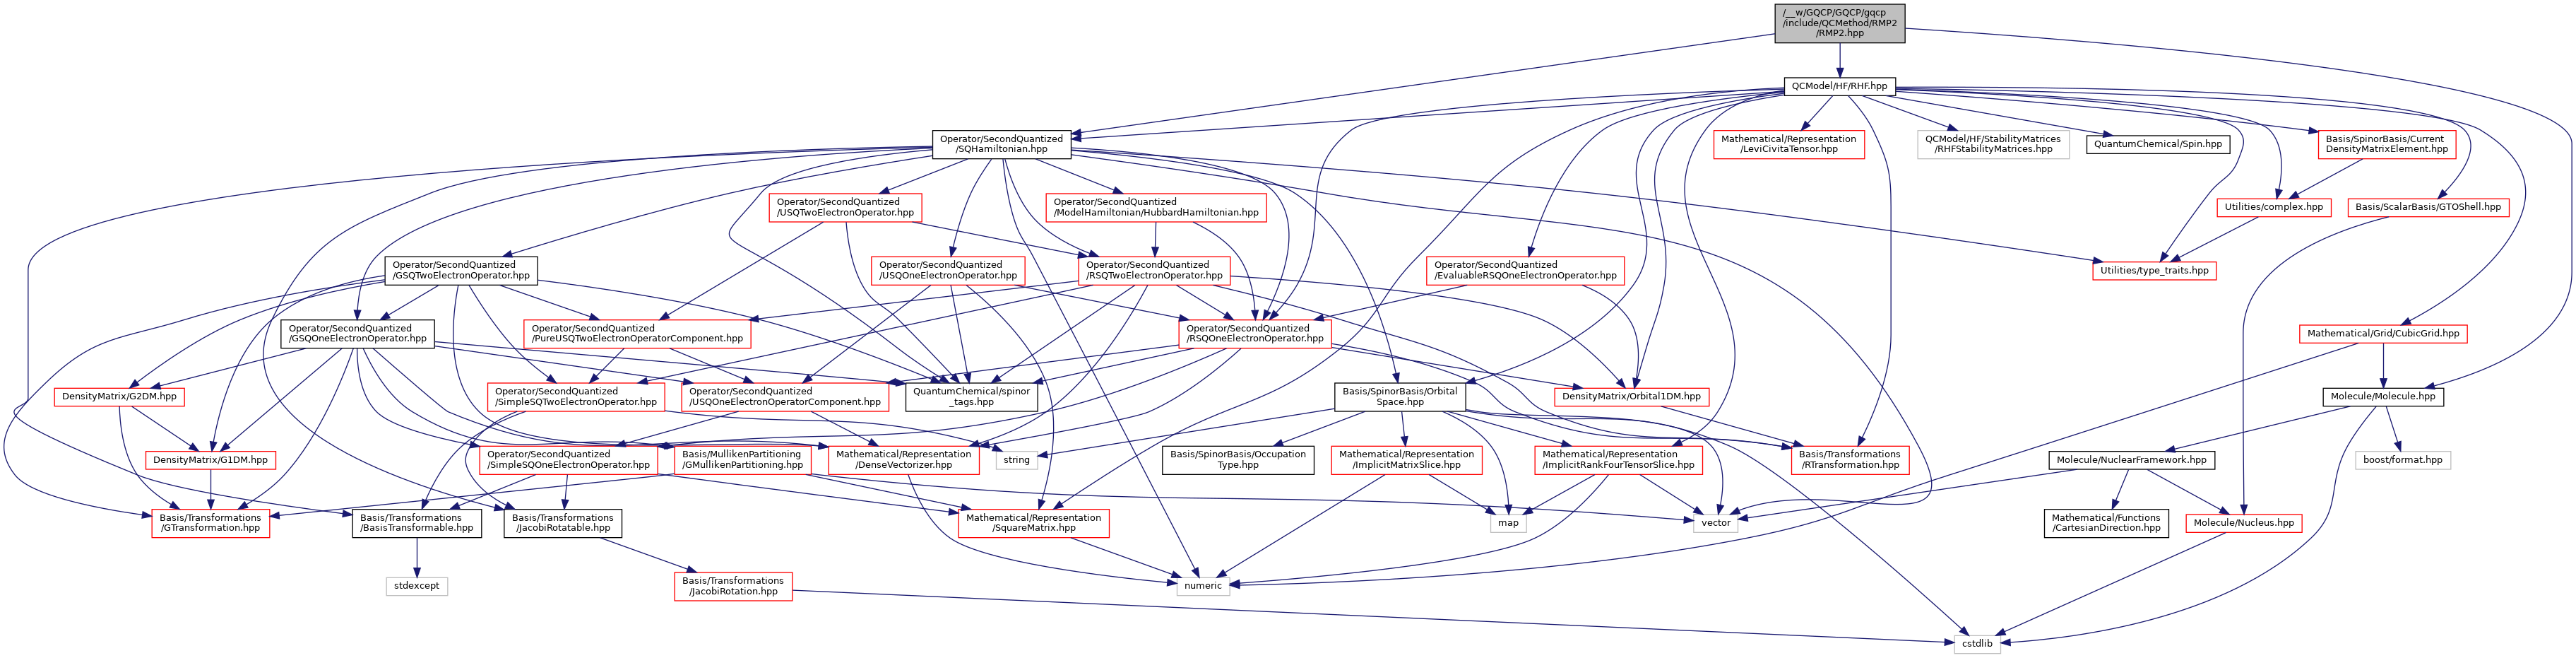 /__w/GQCP/GQCP/gqcp
/include/QCMethod/RMP2
/RMP2.hpp
QCModel/HF/RHF.hpp
Operator/SecondQuantized
/SQHamiltonian.hpp
Mathematical/Representation
/LeviCivitaTensor.hpp
QCModel/HF/StabilityMatrices
/RHFStabilityMatrices.hpp
QuantumChemical/Spin.hpp
Basis/SpinorBasis/Current
DensityMatrixElement.hpp
Operator/SecondQuantized
/USQTwoElectronOperator.hpp
Operator/SecondQuantized
/ModelHamiltonian/HubbardHamiltonian.hpp
Utilities/complex.hpp
Basis/ScalarBasis/GTOShell.hpp
Operator/SecondQuantized
/GSQTwoElectronOperator.hpp
Operator/SecondQuantized
/USQOneElectronOperator.hpp
Operator/SecondQuantized
/RSQTwoElectronOperator.hpp
Operator/SecondQuantized
/EvaluableRSQOneElectronOperator.hpp
Utilities/type_traits.hpp
Operator/SecondQuantized
/GSQOneElectronOperator.hpp
Operator/SecondQuantized
/PureUSQTwoElectronOperatorComponent.hpp
Operator/SecondQuantized
/RSQOneElectronOperator.hpp
Mathematical/Grid/CubicGrid.hpp
DensityMatrix/G2DM.hpp
Operator/SecondQuantized
/SimpleSQTwoElectronOperator.hpp
Operator/SecondQuantized
/USQOneElectronOperatorComponent.hpp
QuantumChemical/spinor
_tags.hpp
Basis/SpinorBasis/Orbital
Space.hpp
DensityMatrix/Orbital1DM.hpp
Molecule/Molecule.hpp
DensityMatrix/G1DM.hpp
Operator/SecondQuantized
/SimpleSQOneElectronOperator.hpp
Basis/MullikenPartitioning
/GMullikenPartitioning.hpp
Mathematical/Representation
/DenseVectorizer.hpp
string
Basis/SpinorBasis/Occupation
Type.hpp
Mathematical/Representation
/ImplicitMatrixSlice.hpp
Mathematical/Representation
/ImplicitRankFourTensorSlice.hpp
Basis/Transformations
/RTransformation.hpp
Molecule/NuclearFramework.hpp
boost/format.hpp
Basis/Transformations
/GTransformation.hpp
Basis/Transformations
/BasisTransformable.hpp
Basis/Transformations
/JacobiRotatable.hpp
Mathematical/Representation
/SquareMatrix.hpp
map
vector
Mathematical/Functions
/CartesianDirection.hpp
Molecule/Nucleus.hpp
stdexcept
Basis/Transformations
/JacobiRotation.hpp
numeric
cstdlib